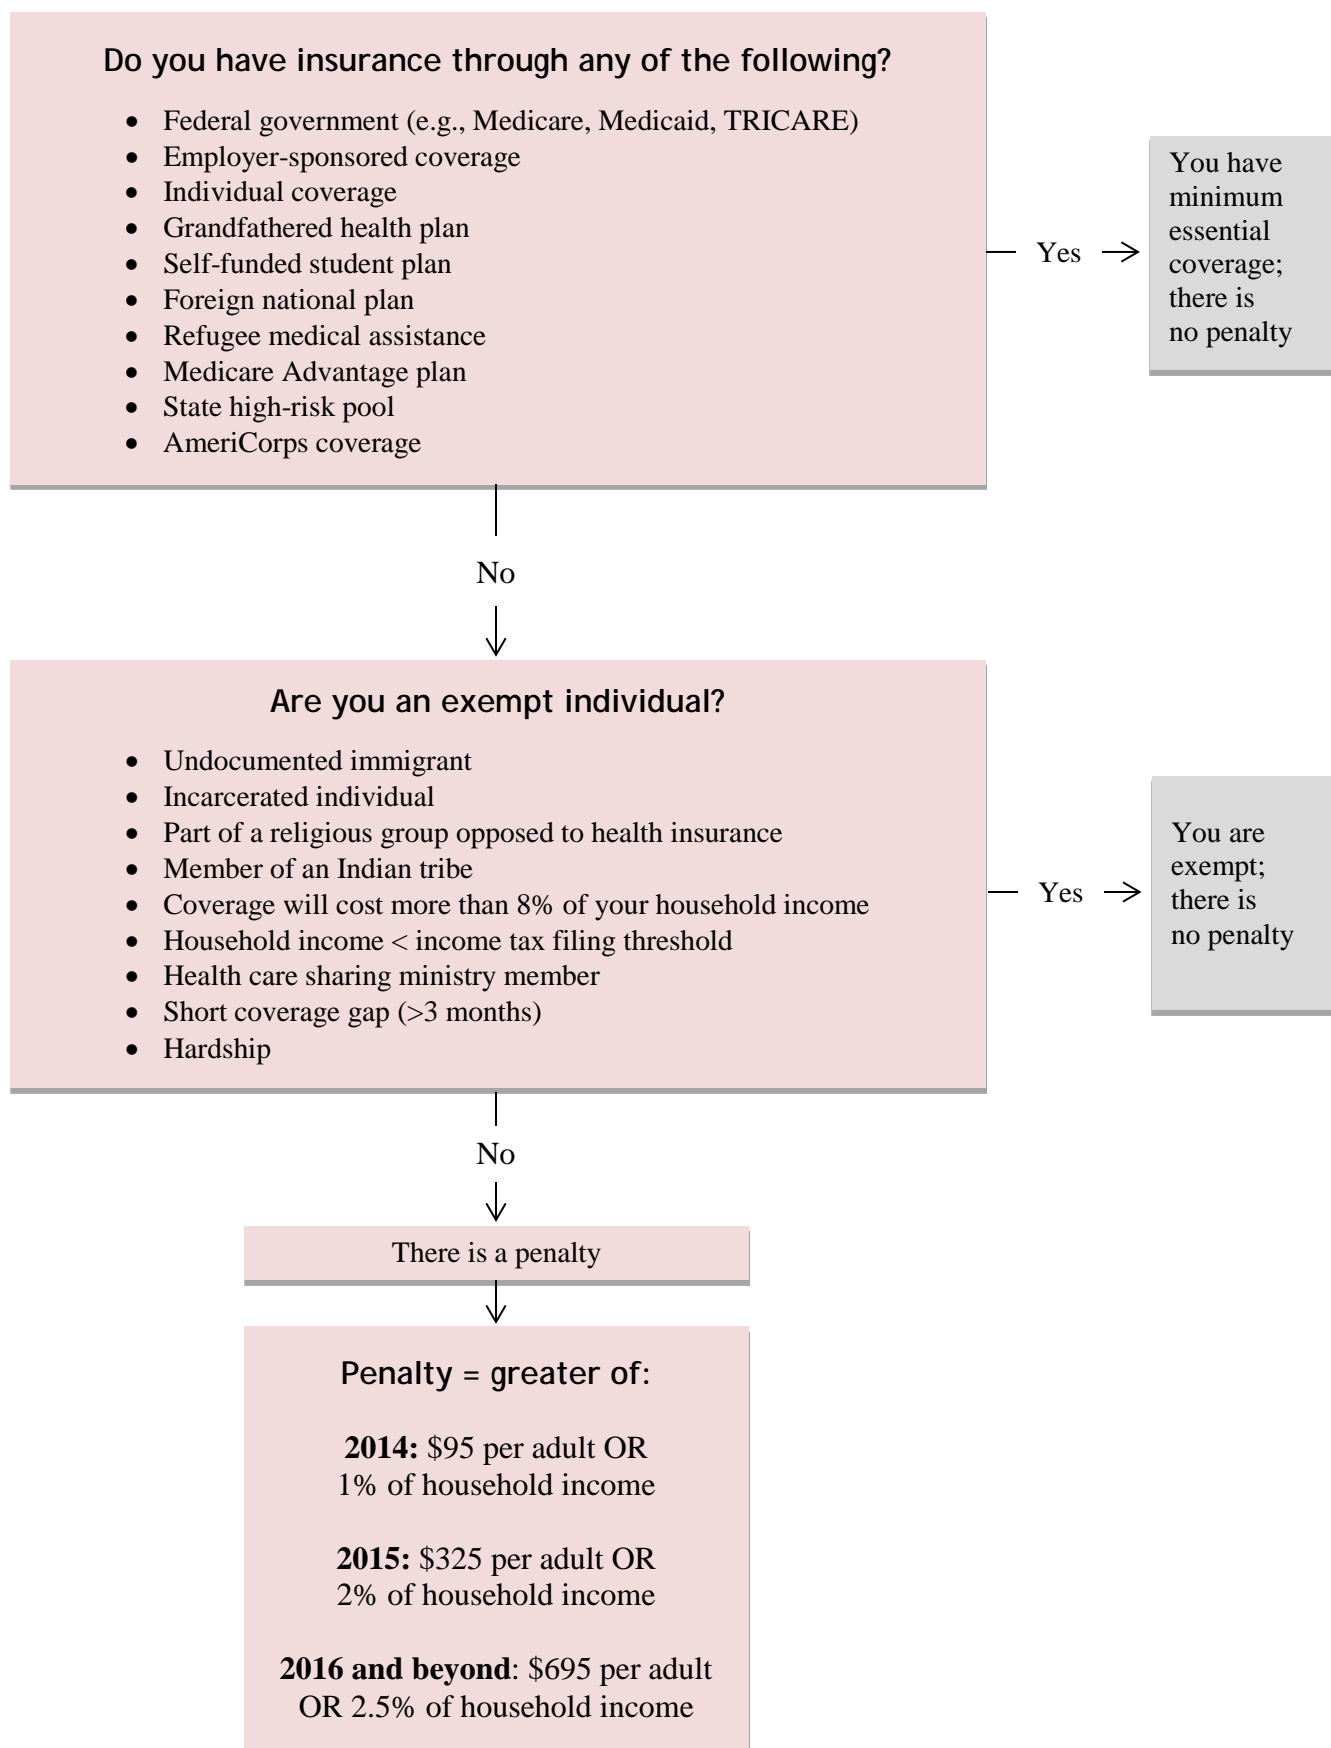 Do you have insurance through any of the following?
• Federal government (e.g., Medicare, Medicaid, TRICARE)
• Employer-sponsored coverage
• Individual coverage
• Grandfathered health plan
• Self-funded student plan
• Foreign national plan
• Refugee medical assistance
• Medicare Advantage plan
• State high-risk pool
• AmeriCorps coverage
Yes
You have
minimum
essential
coverage;
there is
no penalty
No
Are you an exempt individual?
• Undocumented immigrant
• Incarcerated individual
• Part of a religious group opposed to health insurance
• Member of an Indian tribe
• Coverage will cost more than 8% of your household income
• Household income < income tax filing threshold
• Health care sharing ministry member
• Short coverage gap (>3 months)
• Hardship
Yes
You are
exempt;
there is
no penalty
No
There is a penalty
Penalty = greater of:
2014: $95 per adult OR
1% of household income
2015: $325 per adult OR
2% of household income
2016 and beyond: $695 per adult
OR 2.5% of household income